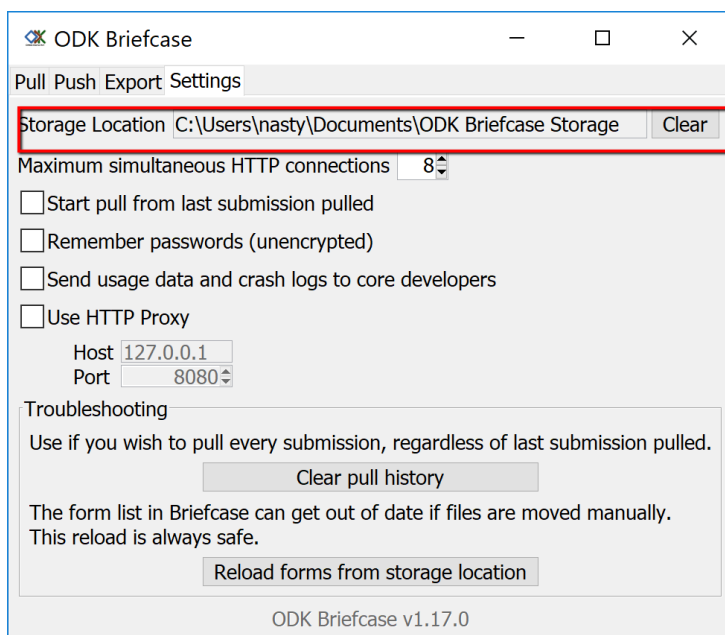 ODK Briefcase
Pull Push Export Settings
Storage Location C:\Users\nasty\Documents\ODK Briefcase Storage Clear
Maximum simultaneous HTTP connections 8
Start pull from last submission pulled
Remember passwords (unencrypted)
Send usage data and crash logs to core developers
Use HTTP Proxy
Host 127.0.0.1
Port 8080
Troubleshooting
Use if you wish to pull every submission, regardless of last submission pulled.
Clear pull history
The form list in Briefcase can get out of date if files are moved manually.
This reload is always safe.
Reload forms from storage location
ODK Briefcase v1.17.0